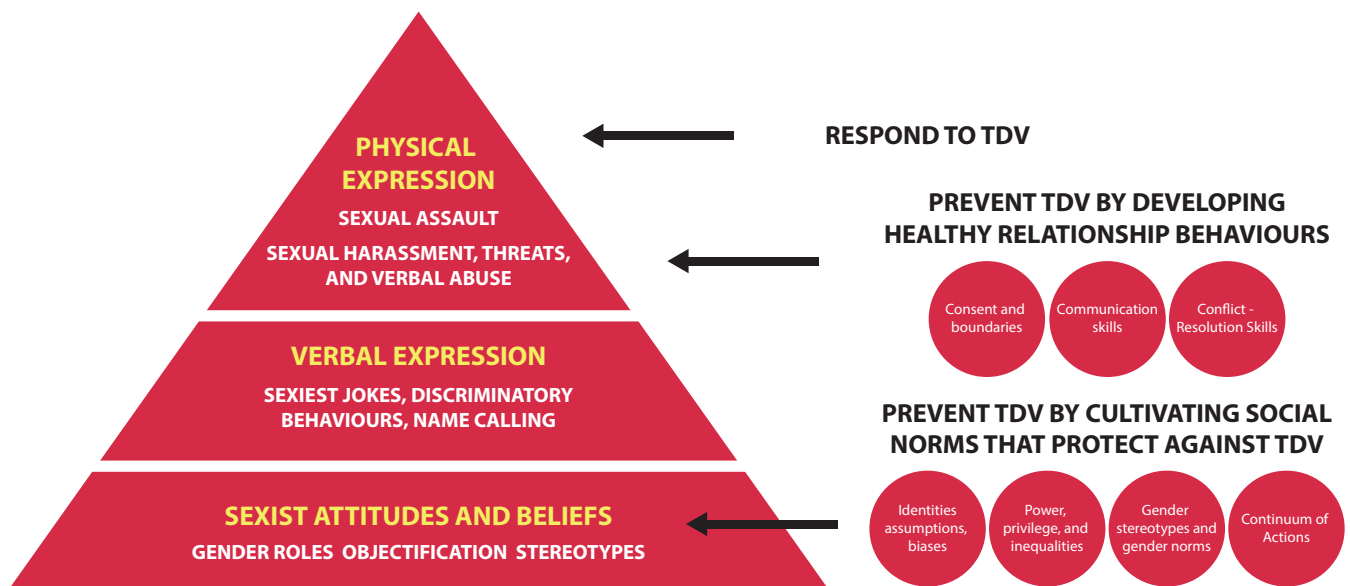 PHYSICAL
EXPRESSION
SEXUAL ASSAULT
SEXUAL HARASSMENT, THREATS,
AND VERBAL ABUSE
VERBAL EXPRESSION
SEXIEST JOKES, DISCRIMINATORY
BEHAVIOURS, NAME CALLING
SEXIST ATTITUDES AND BELIEFS
GENDER ROLES OBJECTIFICATION STEREOTYPES
RESPOND TO TDV
PREVENT TDV BY DEVELOPING
HEALTHY RELATIONSHIP BEHAVIOURS
Consent and
boundaries
Communication
skills
Conflict -
Resolution Skills
PREVENT TDV BY CULTIVATING SOCIAL
NORMS THAT PROTECT AGAINST TDV
Identities
assumptions,
biases
Power,
privilege, and
inequalities
Gender
stereotypes and
gender norms
Continuum of
Actions